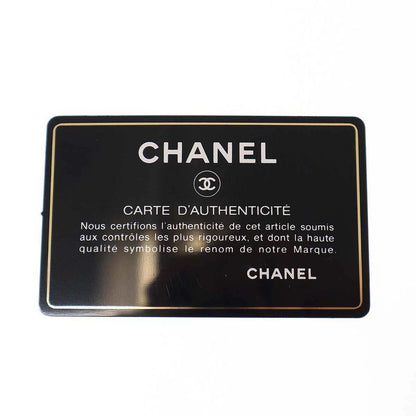 CHANEL
CARTE D'AUTHENTICITÉ
Nous certifions l'authenticité de cet article soumis
aux contrôles les plus rigoureux, et dont la haute
qualité symbolise le renom de notre Marque.
CHANEL